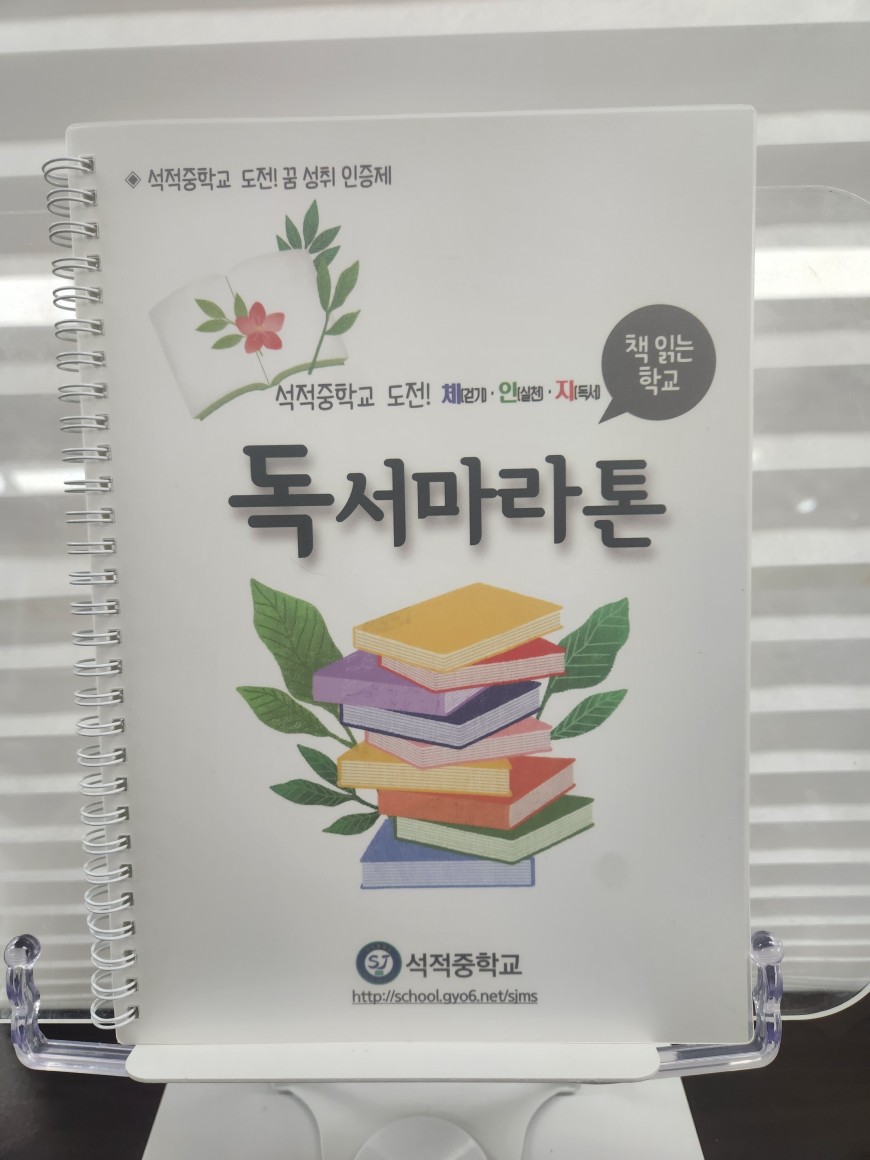 ◈ 석적중학교 도전! 꿈 성취 인증제
책 읽는
학교
석적중학교 도전! 체[걷기]·인[실천]·지[독서]
독서마라톤
SJ 석적중학교
http://school.gyo6.net/sjms